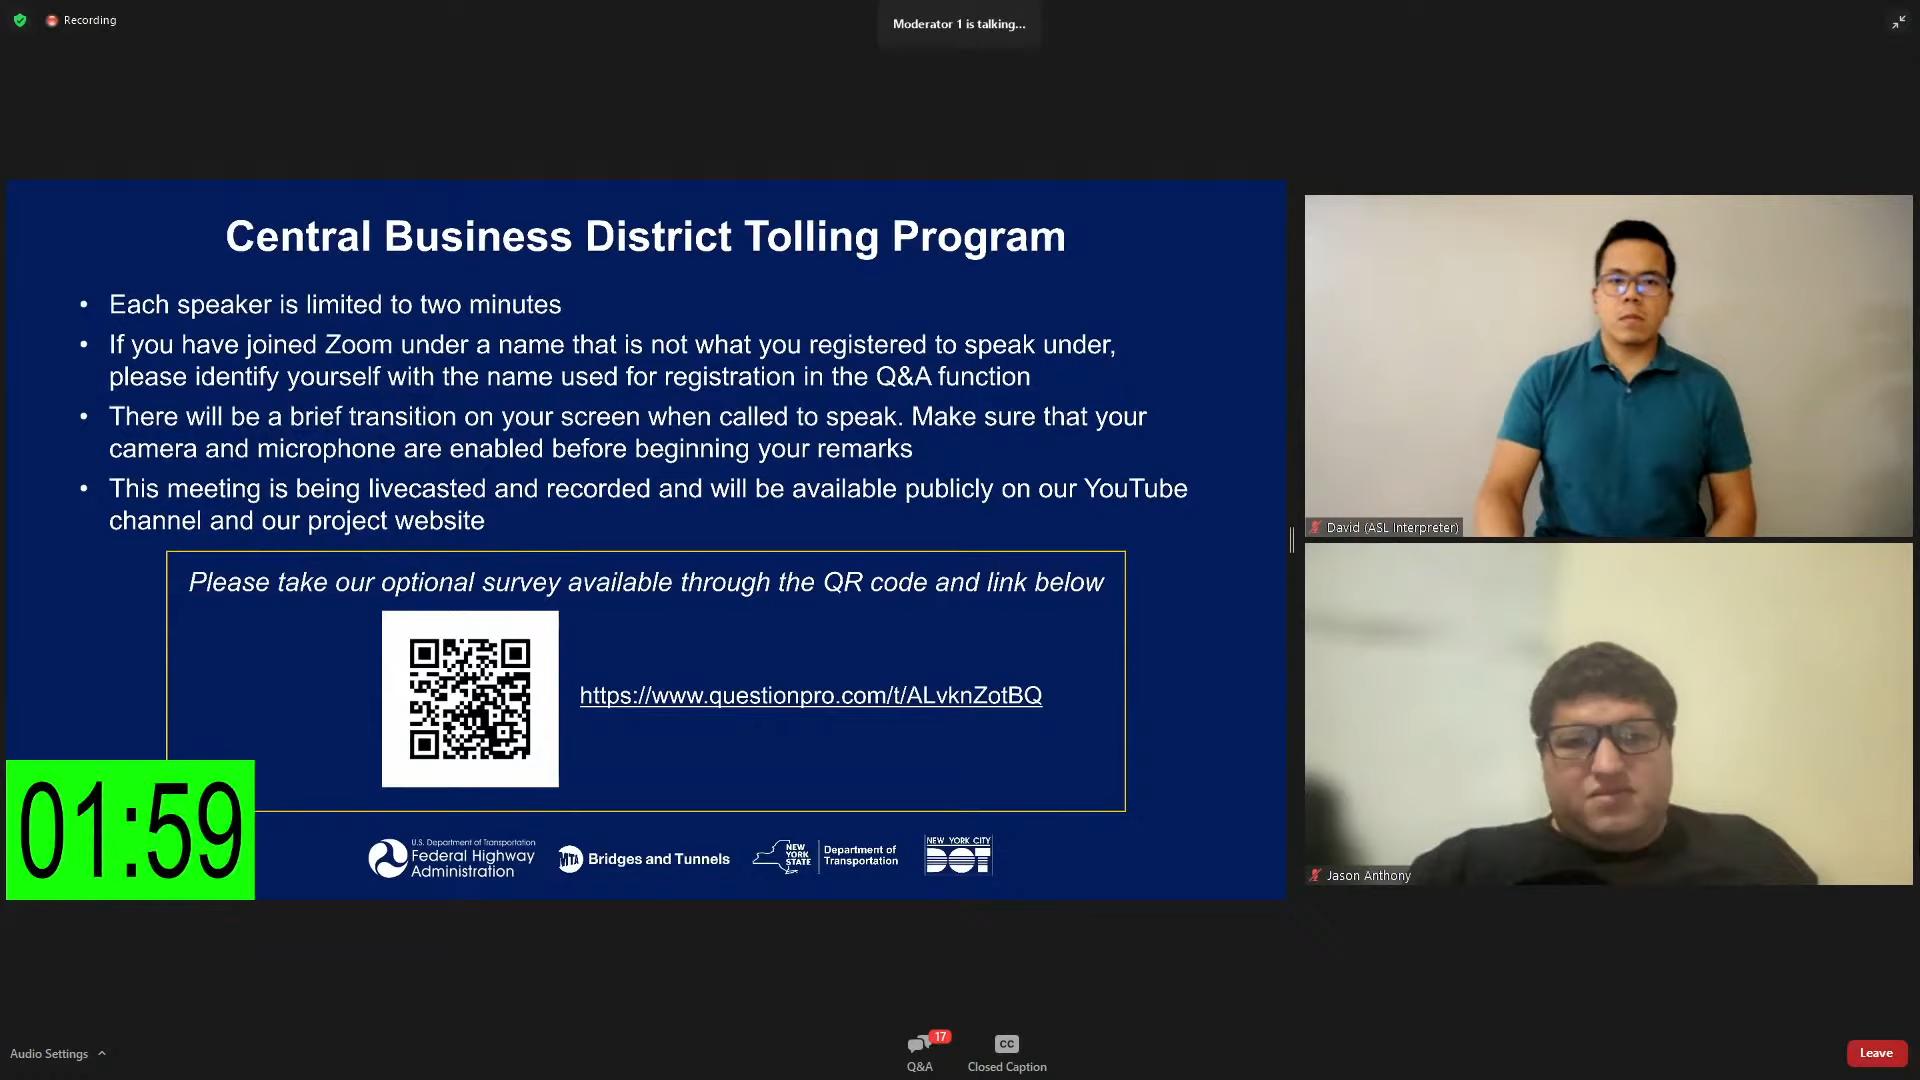 Recording
Moderator 1 is talking...
Central Business District Tolling Program
• Each speaker is limited to two minutes
• If you have joined Zoom under a name that is not what you registered to speak under,
please identify yourself with the name used for registration in the Q&A function
• There will be a brief transition on your screen when called to speak. Make sure that your
camera and microphone are enabled before beginning your remarks
• This meeting is being livecasted and recorded and will be available publicly on our YouTube
channel and our project website
Please take our optional survey available through the QR code and link below
https://www.questionpro.com/t/ALvknZotBQ
01:59
U.S. Department of Transportation
Federal Highway
Administration
MTA Bridges and Tunnels
NEW
YORK
STATE
Department of
Transportation
NEW YORK CITY
DOT
David (ASL Interpreter)
Jason Anthony
Audio Settings
17
Q&A
CC
Closed Caption
Leave